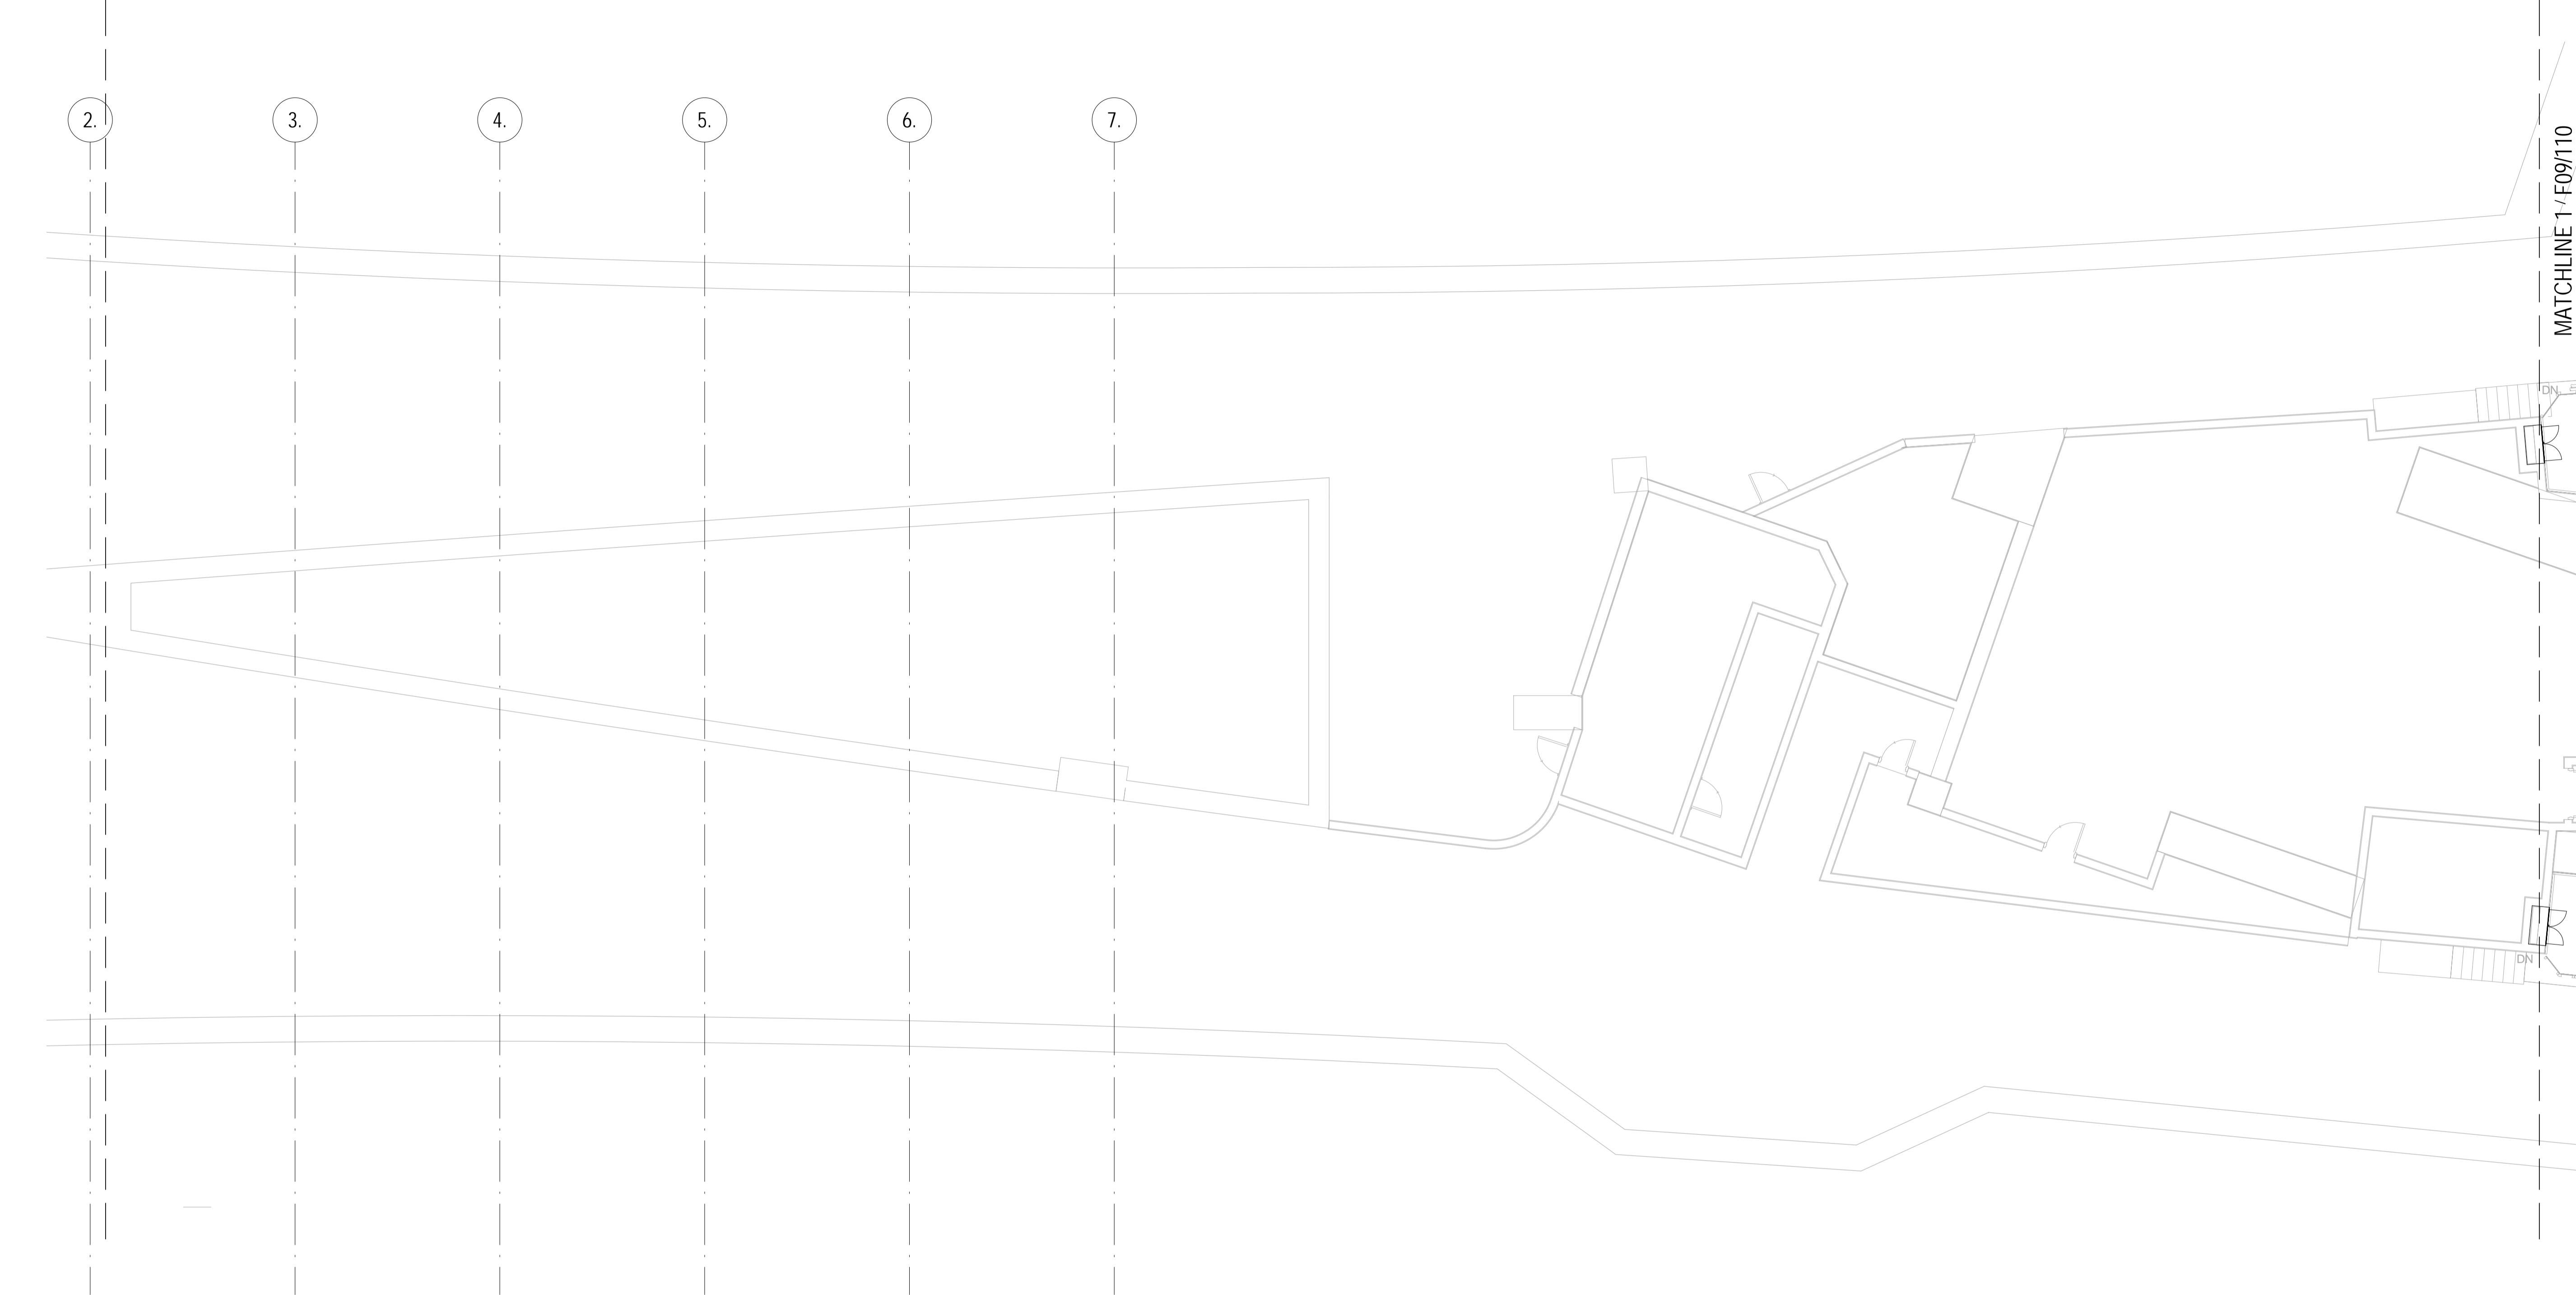 2.
3.
4.
5.
6.
7.
MATCHLINE 1 / F09/110
DN
DN